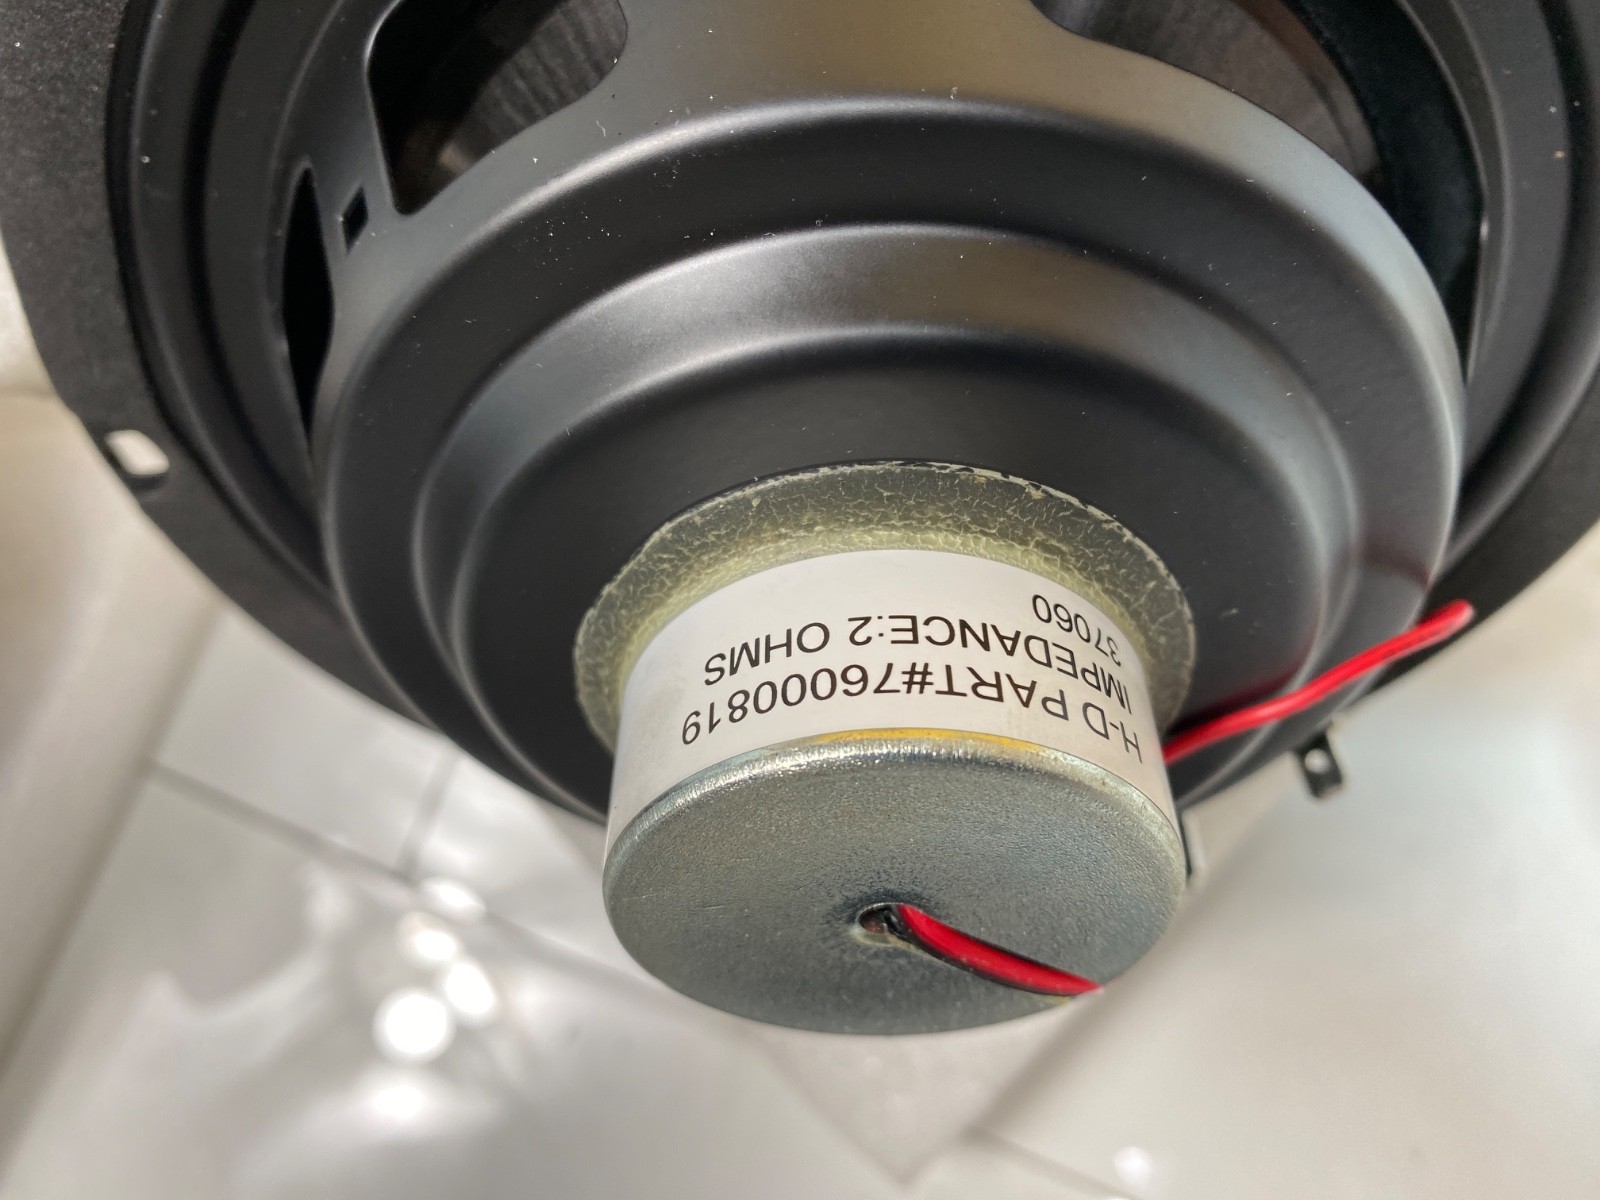 H-D PART#76000819
IMPEDANCE:2 OHMS
37060